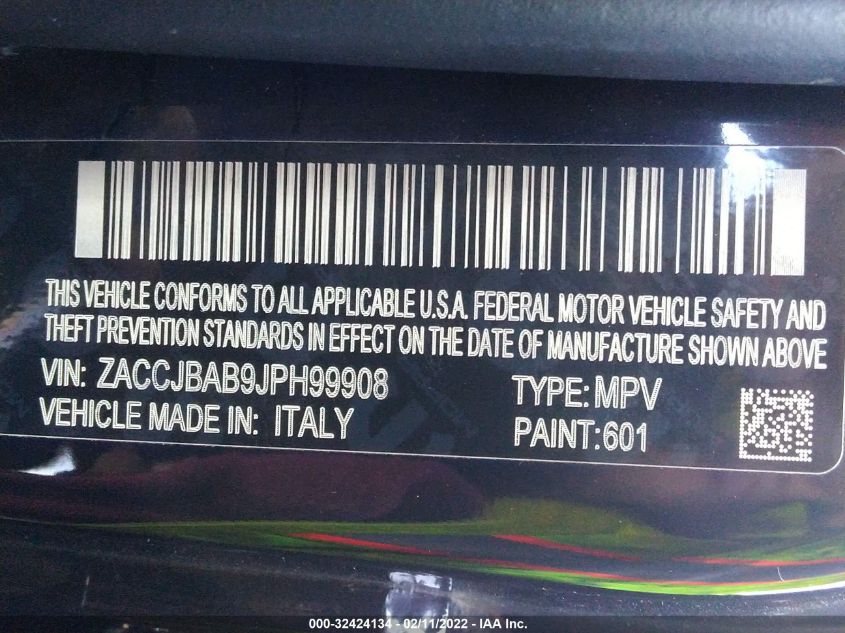 THIS VEHICLE CONFORMS TO ALL APPLICABLE U.S.A. FEDERAL MOTOR VEHICLE SAFETY AND
THEFT PREVENTION STANDARDS IN EFFECT ON THE DATE OF MANUFACTURE SHOWN ABOVE
VIN: ZACCJBAB9JPH99908 TYPE: MPV
VEHICLE MADE IN: ITALY PAINT:601
000-32424134 - 02/11/2022 - IAA Inc.